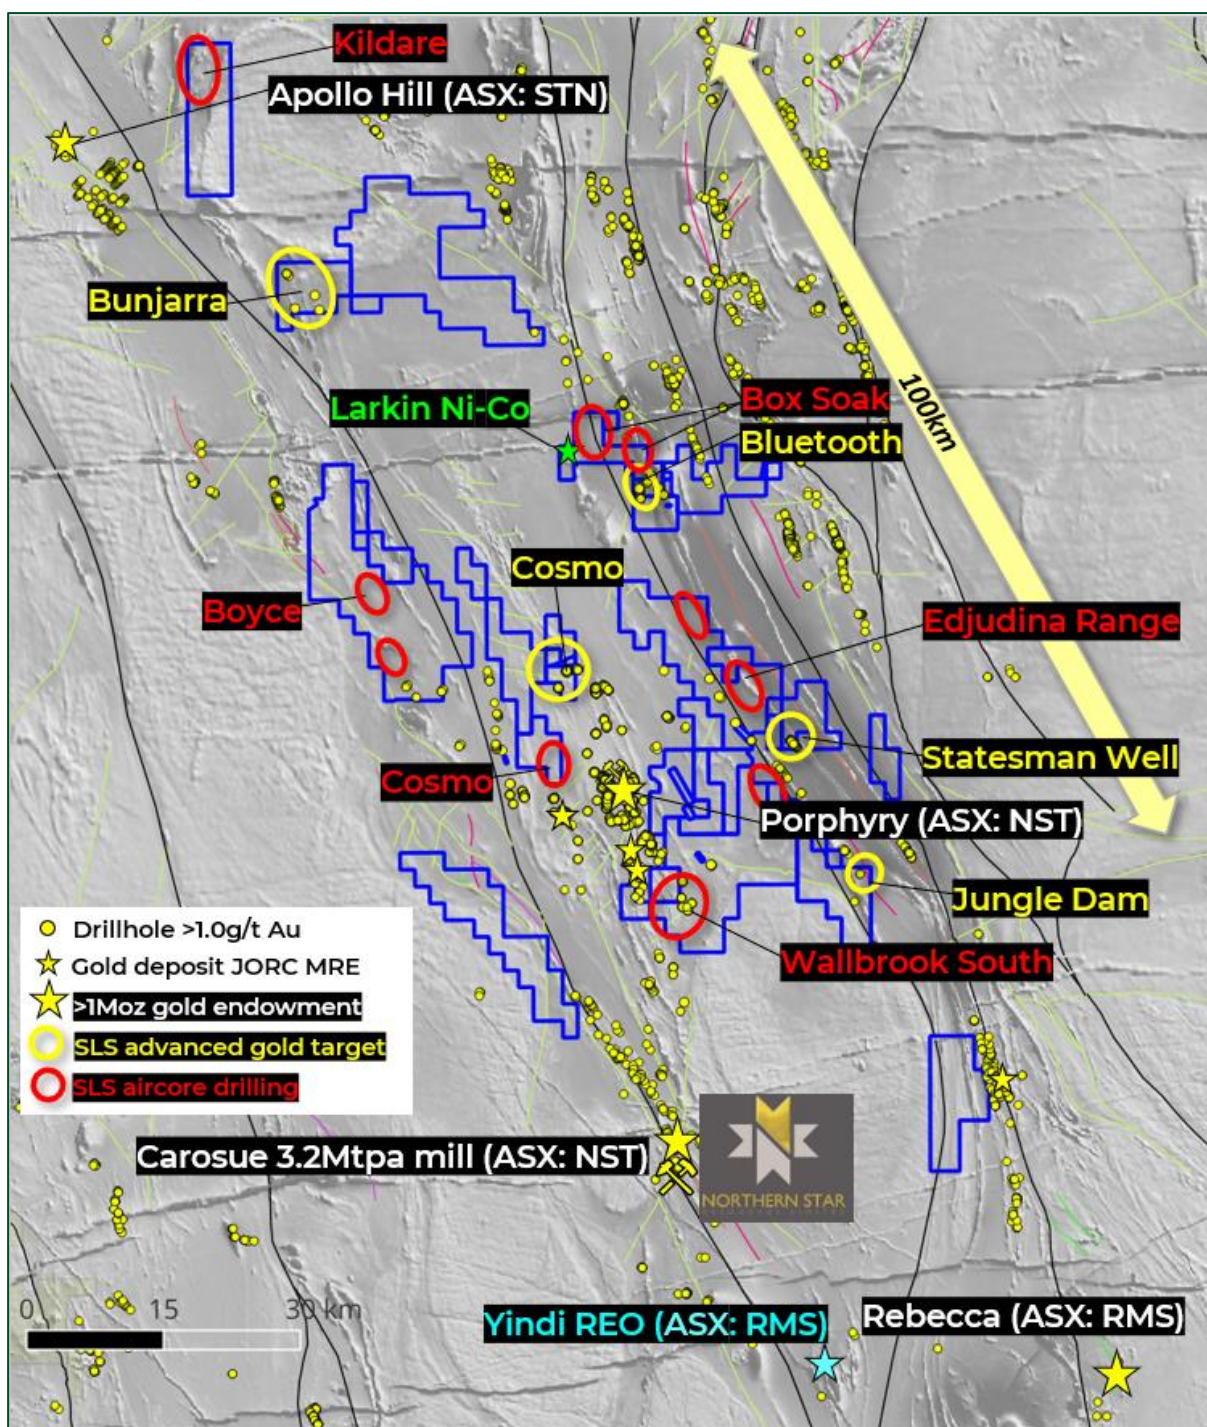 Kildare
Apollo Hill (ASX: STN)
Bunjarra
100km
Larkin Ni-Co
Box Soak
Bluetooth
Cosmo
Boyce
Edjudina Range
Statesman Well
Cosmo
Porphyry (ASX: NST)
Jungle Dam
Wallbrook South
Drillhole >1.0g/t Au
Gold deposit JORC MRE
>1Moz gold endowment
SLS advanced gold target
SLS aircore drilling
Carosue 3.2Mtpa mill (ASX: NST)
NORTHERN STAR
0 15 30 km
Yindi REO (ASX: RMS)
Rebecca (ASX: RMS)